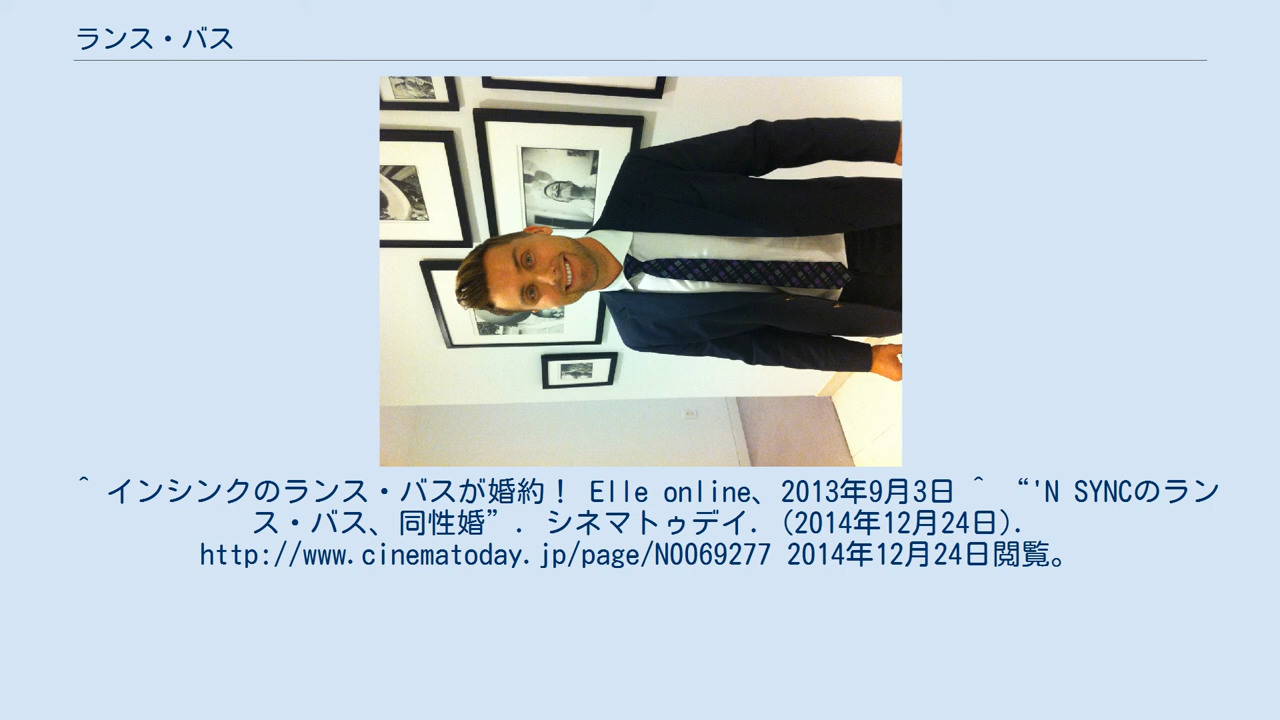 ランス・バス
^ インシンクのランス・バスが婚約！ Elle online、2013年9月3日 ^ “'N SYNCのラン
ス・バス、同性婚”. シネマトゥデイ. (2014年12月24日).
http://www.cinematoday.jp/page/N0069277 2014年12月24日閲覧。